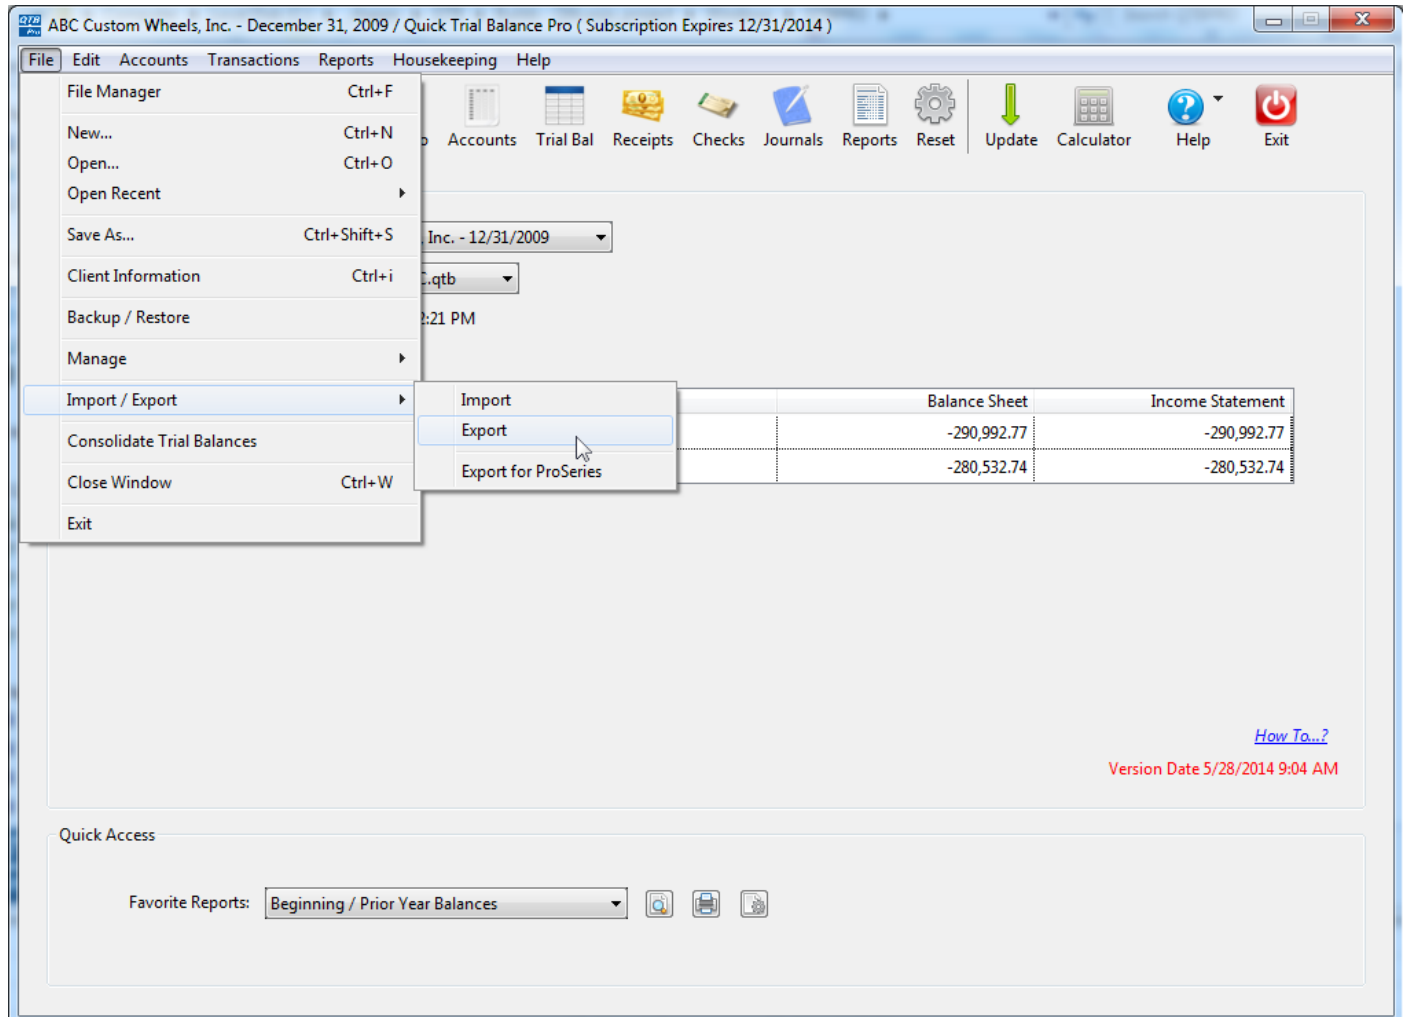 QTB Pro ABC Custom Wheels, Inc. - December 31, 2009 / Quick Trial Balance Pro ( Subscription Expires 12/31/2014 )
File Edit Accounts Transactions Reports Housekeeping Help
File Manager Ctrl+F
New... Ctrl+N
Open... Ctrl+O
Open Recent
Save As... Ctrl+Shift+S
Client Information Ctrl+i
Backup / Restore
Manage
Import / Export
Consolidate Trial Balances
Close Window Ctrl+W
Exit
Import
Export
Export for ProSeries
Accounts Trial Bal Receipts Checks Journals Reports Reset Update Calculator Help Exit
, Inc. - 12/31/2009
.qtb
2:21 PM
Balance Sheet Income Statement
-290,992.77 -290,992.77
-280,532.74 -280,532.74
How To...?
Version Date 5/28/2014 9:04 AM
Quick Access
Favorite Reports: Beginning / Prior Year Balances